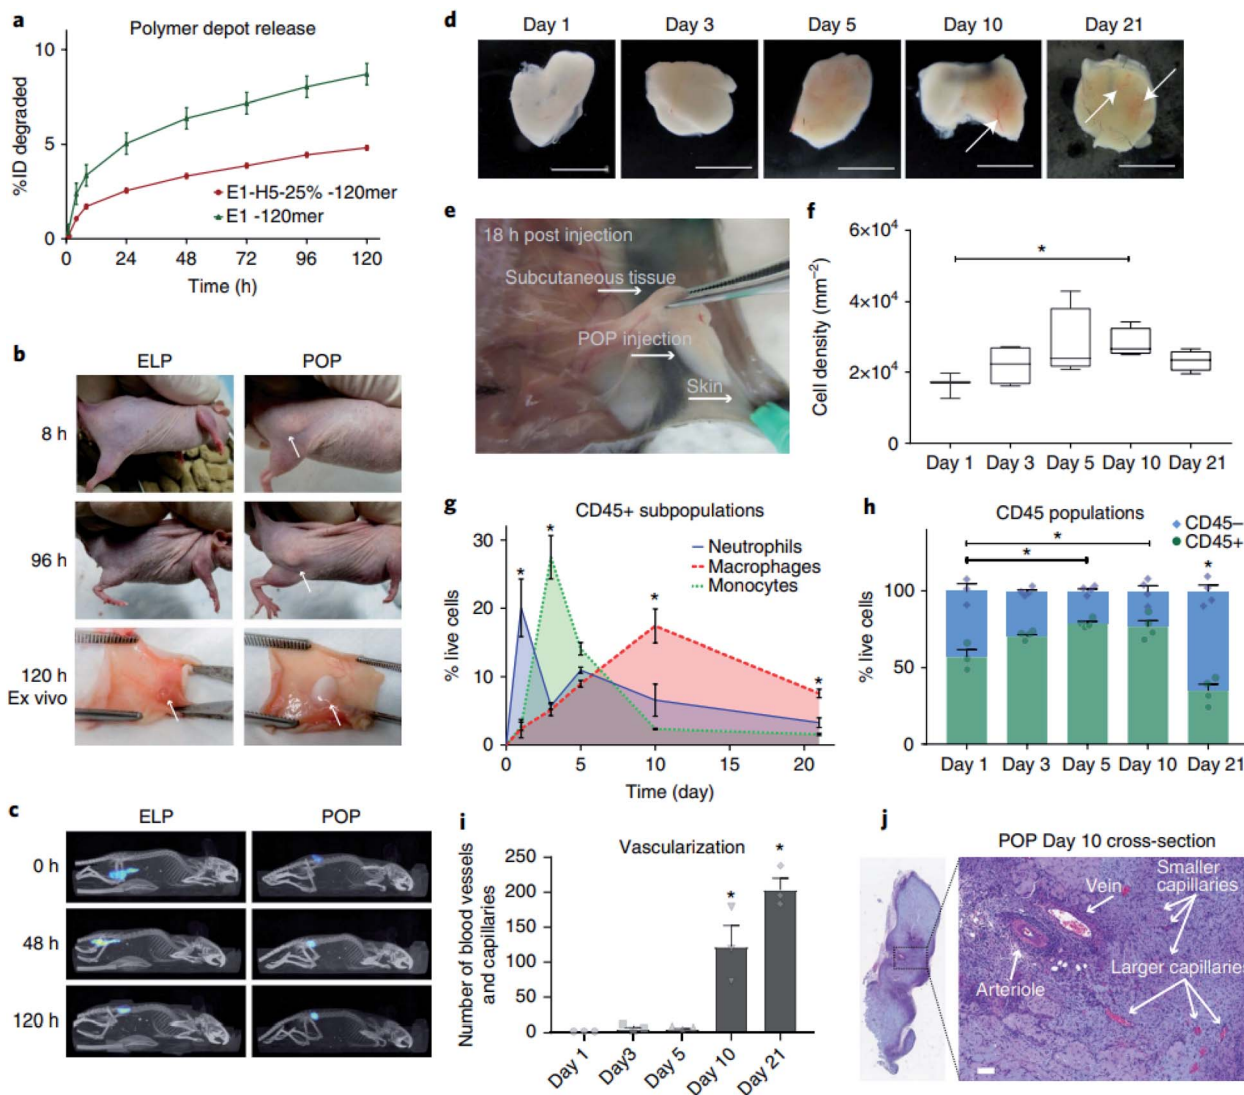 a
Polymer depot release
10
5
0
%ID degraded
E1-H5-25% -120mer
E1 -120mer
0 24 48 72 96 120
Time (h)
b
ELP POP
8 h
96 h
120 h
Ex vivo
c
ELP POP
0 h
48 h
120 h
d
Day 1 Day 3 Day 5 Day 10 Day 21
e
18 h post injection
Subcutaneous tissue
POP injection
Skin
f
6×10⁴
4×10⁴
2×10⁴
0
Cell density (mm⁻²)
*
Day 1 Day 3 Day 5 Day 10 Day 21
g
CD45+ subpopulations
30
20
10
0
% live cells
* * * *
Neutrophils
Macrophages
Monocytes
0 5 10 15 20
Time (day)
h
CD45 populations
CD45–
CD45+
* * *
100
50
0
% live cells
Day 1 Day 3 Day 5 Day 10 Day 21
i
Vascularization
250
200
150
100
50
0
Number of blood vessels
and capillaries
* *
Day 1 Day3 Day 5 Day 10 Day 21
j
POP Day 10 cross-section
Smaller
capillaries
Vein
Larger capillaries
Arteriole